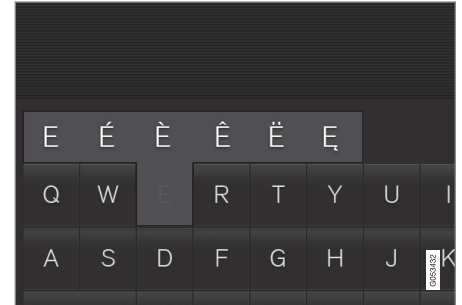 E É È Ê Ë Ę
Q W E R T Y U I
A S D F G H J K
G053432